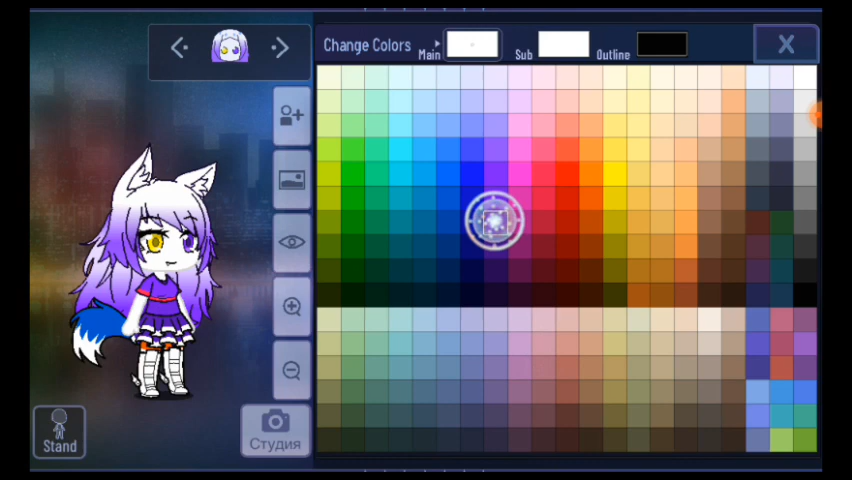 Change Colors
Main
Sub
Outline
X
Stand
Студия